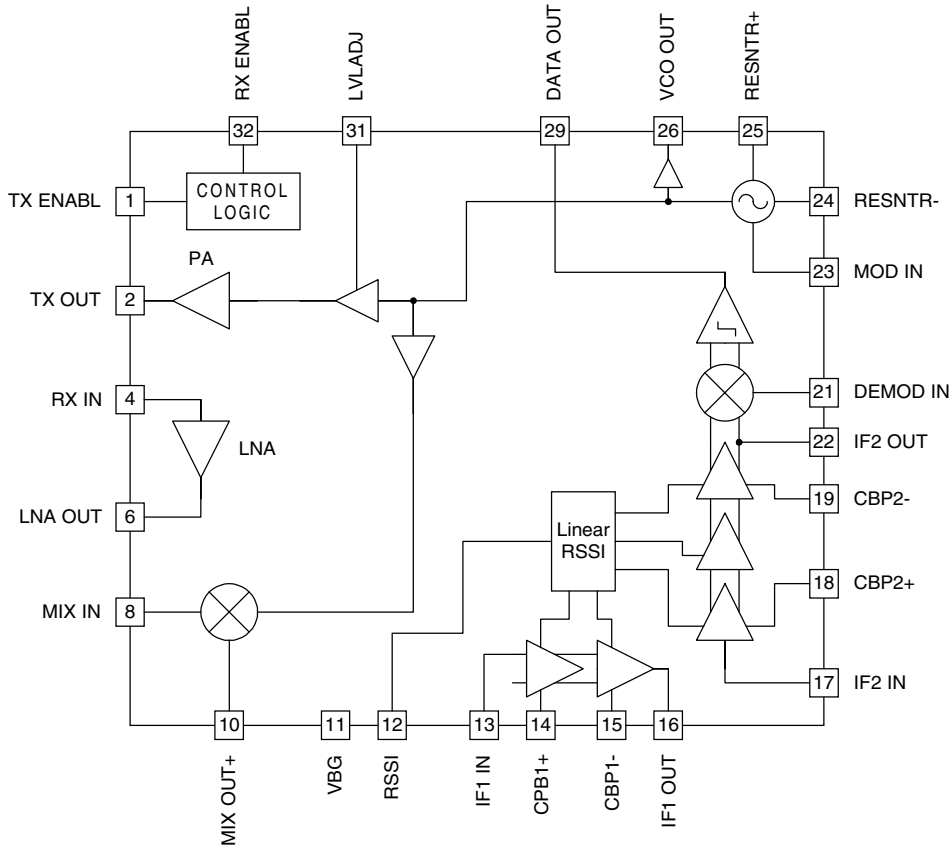 RX ENABL
LVLADJ
DATA OUT
VCO OUT
RESNTR+
32
31
29
26
25
TX ENABL
1
CONTROL
LOGIC
24
RESNTR-
PA
23
MOD IN
TX OUT
2
RX IN
4
21
DEMOD IN
LNA
22
IF2 OUT
LNA OUT
6
19
CBP2-
Linear
RSSI
18
CBP2+
MIX IN
8
17
IF2 IN
10
11
12
13
14
15
16
MIX OUT+
VBG
RSSI
IF1 IN
CPB1+
CBP1-
IF1 OUT